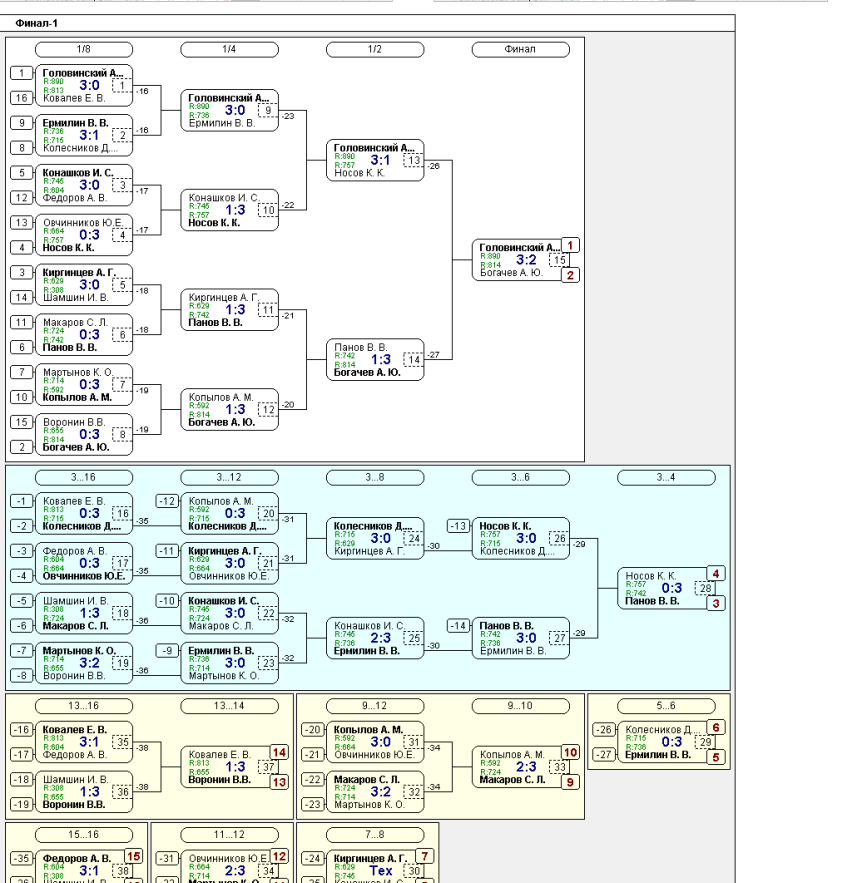 Финал-1
1/8 1/4 1/2 Финал
1 Головинский А...
R:890 R:813 3:0 1 -16
16 Ковалев Е. В.
9 Ермилин В. В.
R:736 R:715 3:1 2 -16
8 Колесников Д....
5 Конашков И. С.
R:745 R:604 3:0 3 -17
12 Федоров А. В.
13 Овчинников Ю.Е.
R:664 R:757 0:3 4 -17
4 Носов К. К.
3 Киргинцев А. Г.
R:629 R:308 3:0 5 -18
14 Шамшин И. В.
11 Макаров С. Л.
R:724 R:742 0:3 6 -18
6 Панов В. В.
7 Мартынов К. О.
R:714 R:592 0:3 7 -19
10 Копылов А. М.
15 Воронин В.В.
R:655 R:814 0:3 8 -19
2 Богачев А. Ю.
Головинский А...
R:890 R:736 3:0 9 -23
Ермилин В. В.
Конашков И. С.
R:745 R:757 1:3 10 -22
Носов К. К.
Киргинцев А. Г.
R:629 R:742 1:3 11 -21
Панов В. В.
Копылов А. М.
R:592 R:814 1:3 12 -20
Богачев А. Ю.
Головинский А...
R:890 R:757 3:1 13 -26
Носов К. К.
Панов В. В.
R:742 R:814 1:3 14 -27
Богачев А. Ю.
Головинский А... 1
R:890 R:814 3:2 15
Богачев А. Ю. 2
3...16 3...12 3...8 3...6 3...4
-1 Ковалев Е. В.
R:813 R:715 0:3 16 -35
-2 Колесников Д....
-3 Федоров А. В.
R:604 R:664 0:3 17 -35
-4 Овчинников Ю.Е.
-5 Шамшин И. В.
R:308 R:724 1:3 18 -36
-6 Макаров С. Л.
-7 Мартынов К. О.
R:714 R:655 3:2 19 -36
-8 Воронин В.В.
-12 Копылов А. М.
R:592 R:715 0:3 20 -31
Колесников Д....
-11 Киргинцев А. Г.
R:629 R:664 3:0 21 -31
Овчинников Ю.Е.
-10 Конашков И. С.
R:745 R:724 3:0 22 -32
Макаров С. Л.
-9 Ермилин В. В.
R:736 R:714 3:0 23 -32
Мартынов К. О.
Колесников Д....
R:715 R:629 3:0 24 -30
Киргинцев А. Г.
Конашков И. С.
R:745 R:736 2:3 25 -30
Ермилин В. В.
-13 Носов К. К.
R:757 R:715 3:0 26 -29
Колесников Д....
-14 Панов В. В.
R:742 R:736 3:0 27 -29
Ермилин В. В.
Носов К. К. 4
R:757 R:742 0:3 28
Панов В. В. 3
13...16 13...14
-16 Ковалев Е. В.
R:813 R:604 3:1 35 -38
-17 Федоров А. В.
-18 Шамшин И. В.
R:308 R:655 1:3 36 -38
-19 Воронин В.В.
Ковалев Е. В. 14
R:813 R:655 1:3 37
Воронин В.В. 13
9...12 9...10
-20 Копылов А. М.
R:592 R:664 3:0 31 -34
-21 Овчинников Ю.Е.
-22 Макаров С. Л.
R:724 R:714 3:2 32 -34
-23 Мартынов К. О.
Копылов А. М. 10
R:592 R:724 2:3 33
Макаров С. Л. 9
5...6
-26 Колесников Д.... 6
R:715 R:736 0:3 29
-27 Ермилин В. В. 5
15...16
-35 Федоров А. В. 15
R:604 3:1 38
11...12
-31 Овчинников Ю.Е. 12
R:664 R:714 2:3 34
7...8
-24 Киргинцев А. Г. 7
R:629 R:745 Tex 30